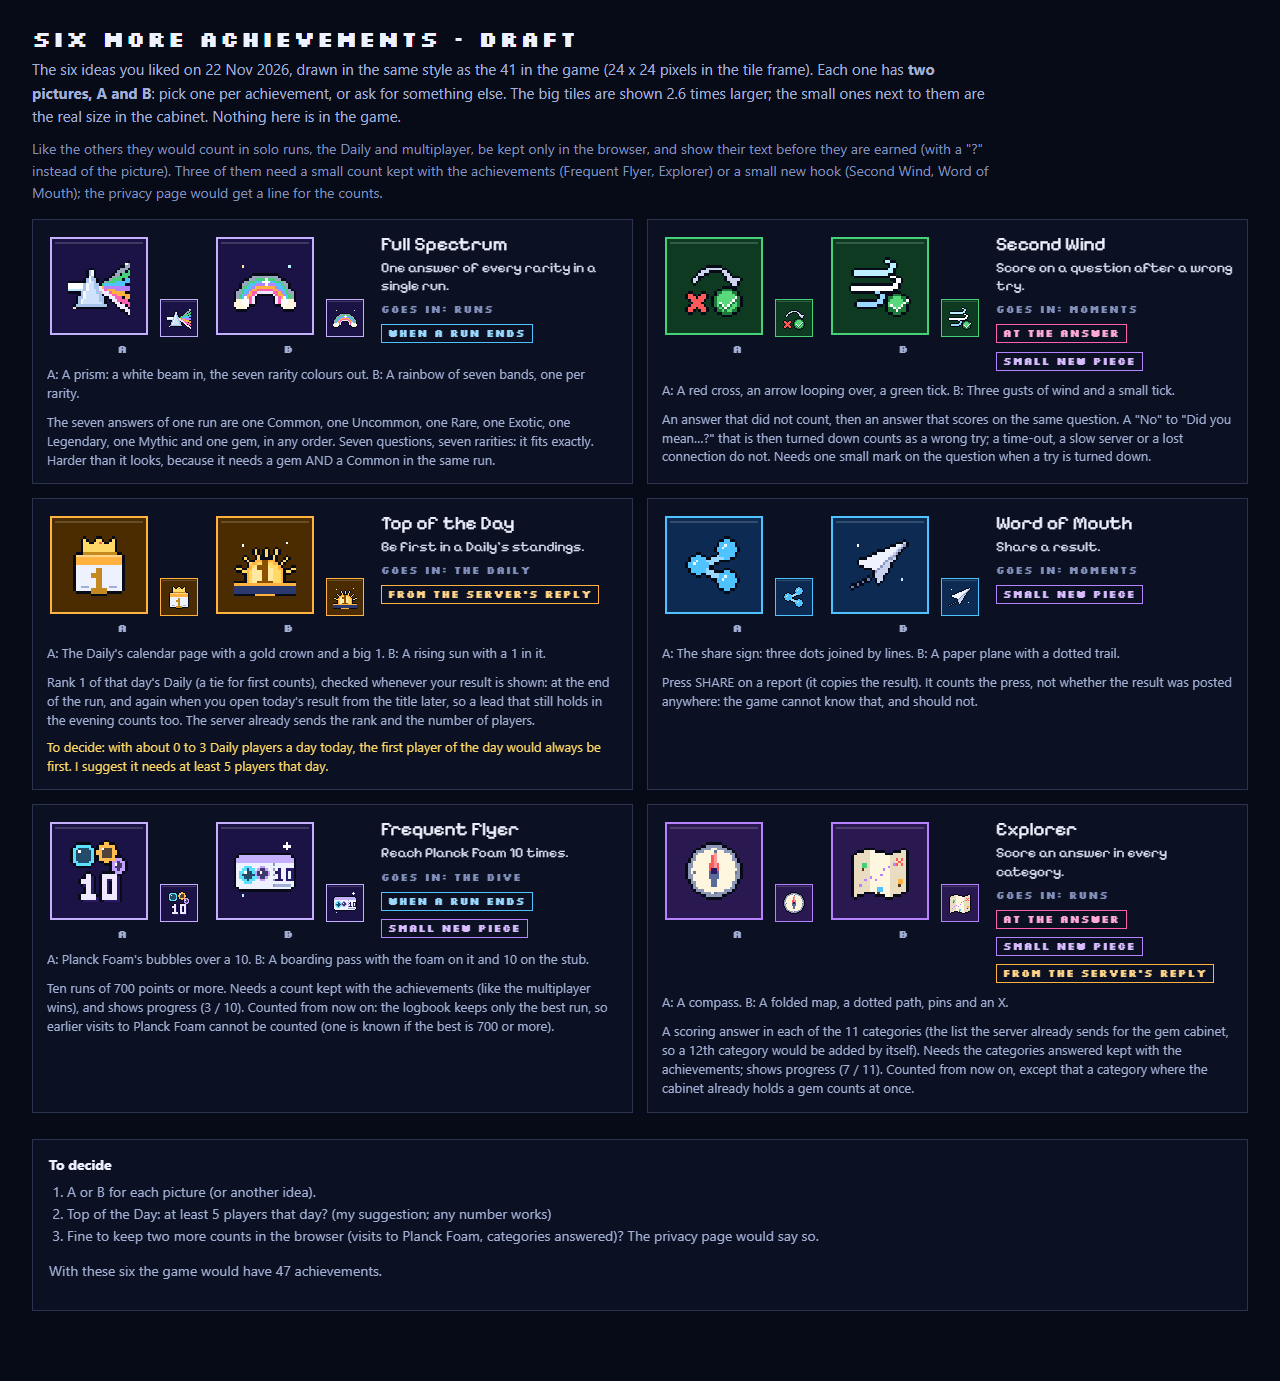 SIX MORE ACHIEVEMENTS - DRAFT
The six ideas you liked on 22 Nov 2026, drawn in the same style as the 41 in the game (24 x 24 pixels in the tile frame). Each one has two
pictures, A and B: pick one per achievement, or ask for something else. The big tiles are shown 2.6 times larger; the small ones next to them are
the real size in the cabinet. Nothing here is in the game.
Like the others they would count in solo runs, the Daily and multiplayer, be kept only in the browser, and show their text before they are earned (with a "?"
instead of the picture). Three of them need a small count kept with the achievements (Frequent Flyer, Explorer) or a small new hook (Second Wind, Word of
Mouth); the privacy page would get a line for the counts.
Full Spectrum
One answer of every rarity in a
single run.
GOES IN: RUNS
WHEN A RUN ENDS
A
B
A: A prism: a white beam in, the seven rarity colours out. B: A rainbow of seven bands, one per
rarity.
The seven answers of one run are one Common, one Uncommon, one Rare, one Exotic, one
Legendary, one Mythic and one gem, in any order. Seven questions, seven rarities: it fits exactly.
Harder than it looks, because it needs a gem AND a Common in the same run.
Second Wind
Score on a question after a wrong
try.
GOES IN: MOMENTS
AT THE ANSWER
SMALL NEW PIECE
A
B
A: A red cross, an arrow looping over, a green tick. B: Three gusts of wind and a small tick.
An answer that did not count, then an answer that scores on the same question. A "No" to "Did you
mean...?" that is then turned down counts as a wrong try; a time-out, a slow server or a lost
connection do not. Needs one small mark on the question when a try is turned down.
1
1
1
1
Top of the Day
Be first in a Daily's standings.
GOES IN: THE DAILY
FROM THE SERVER'S REPLY
A
B
A: The Daily's calendar page with a gold crown and a big 1. B: A rising sun with a 1 in it.
Rank 1 of that day's Daily (a tie for first counts), checked whenever your result is shown: at the end
of the run, and again when you open today's result from the title later, so a lead that still holds in
the evening counts too. The server already sends the rank and the number of players.
To decide: with about 0 to 3 Daily players a day today, the first player of the day would always be
first. I suggest it needs at least 5 players that day.
Word of Mouth
Share a result.
GOES IN: MOMENTS
SMALL NEW PIECE
A
B
A: The share sign: three dots joined by lines. B: A paper plane with a dotted trail.
Press SHARE on a report (it copies the result). It counts the press, not whether the result was posted
anywhere: the game cannot know that, and should not.
10
10
10
10
Frequent Flyer
Reach Planck Foam 10 times.
GOES IN: THE DIVE
WHEN A RUN ENDS
SMALL NEW PIECE
A
B
A: Planck Foam's bubbles over a 10. B: A boarding pass with the foam on it and 10 on the stub.
Ten runs of 700 points or more. Needs a count kept with the achievements (like the multiplayer
wins), and shows progress (3 / 10). Counted from now on: the logbook keeps only the best run, so
earlier visits to Planck Foam cannot be counted (one is known if the best is 700 or more).
Explorer
Score an answer in every
category.
GOES IN: RUNS
AT THE ANSWER
SMALL NEW PIECE
FROM THE SERVER'S REPLY
A
B
A: A compass. B: A folded map, a dotted path, pins and an X.
A scoring answer in each of the 11 categories (the list the server already sends for the gem cabinet,
so a 12th category would be added by itself). Needs the categories answered kept with the
achievements; shows progress (7 / 11). Counted from now on, except that a category where the
cabinet already holds a gem counts at once.
To decide
1. A or B for each picture (or another idea).
2. Top of the Day: at least 5 players that day? (my suggestion; any number works)
3. Fine to keep two more counts in the browser (visits to Planck Foam, categories answered)? The privacy page would say so.
With these six the game would have 47 achievements.